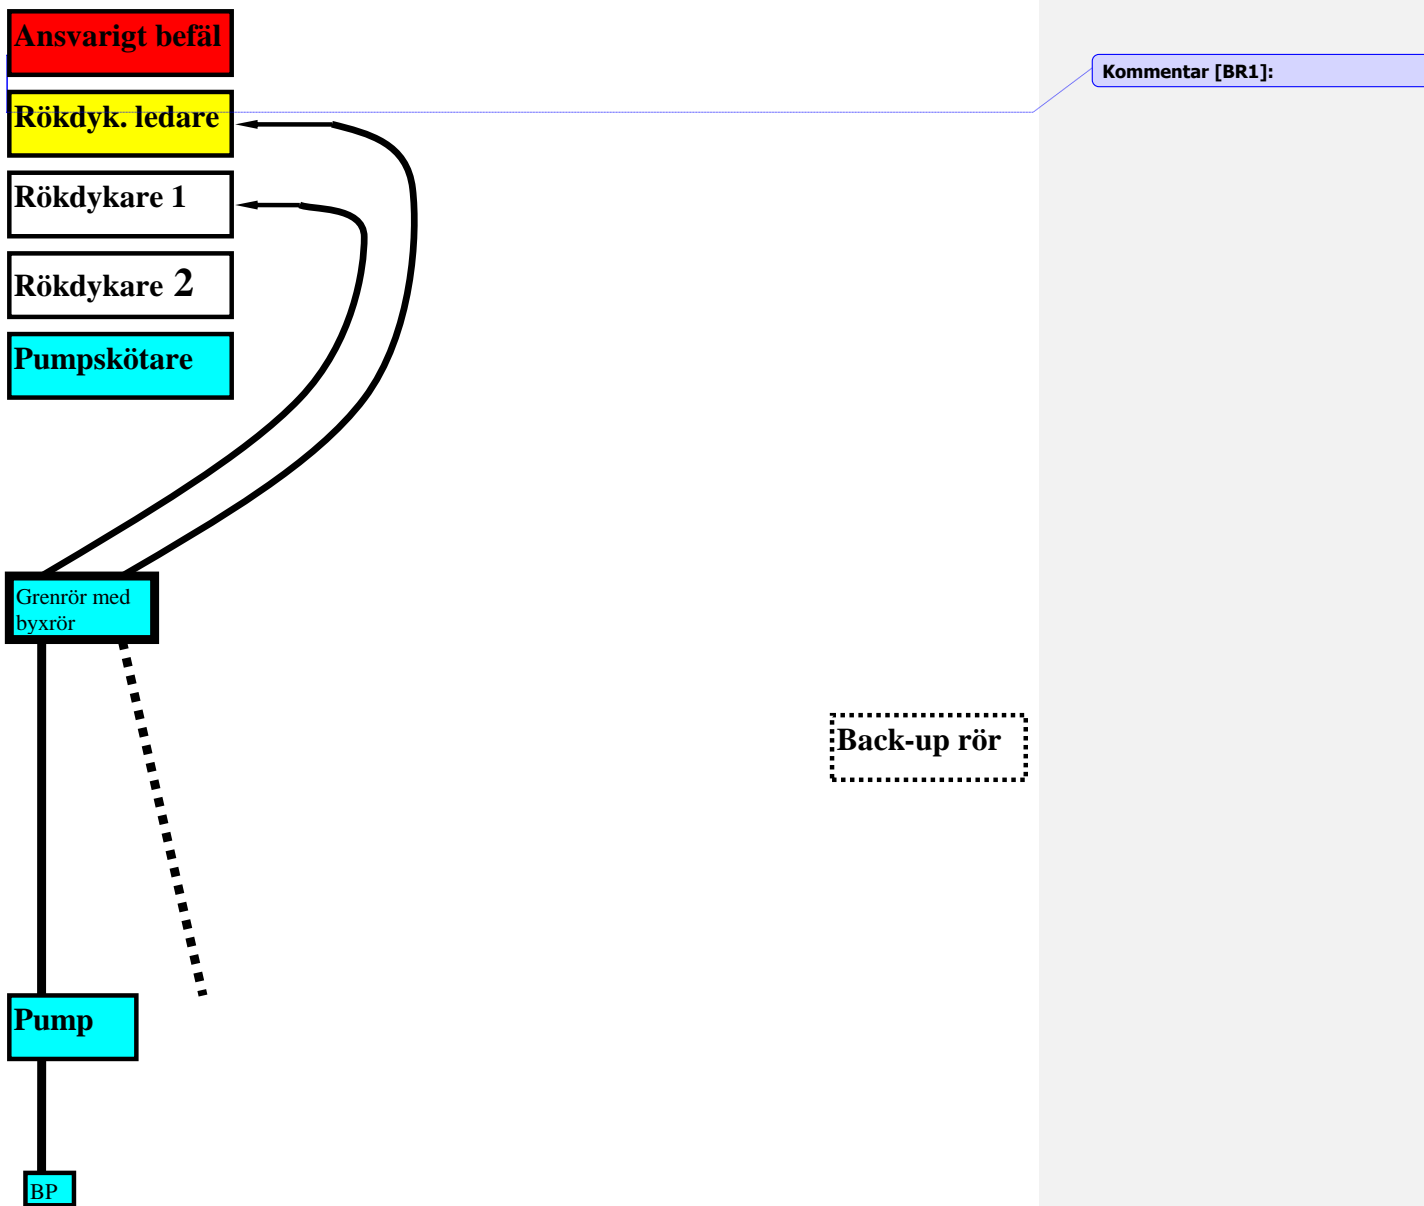 Ansvarigt befäl
Kommentar [BR1]:
Rökdyk. ledare
Rökdykare 1
Rökdykare 2
Pumpskötare
Grenrör med
byxrör
Back-up rör
Pump
BP